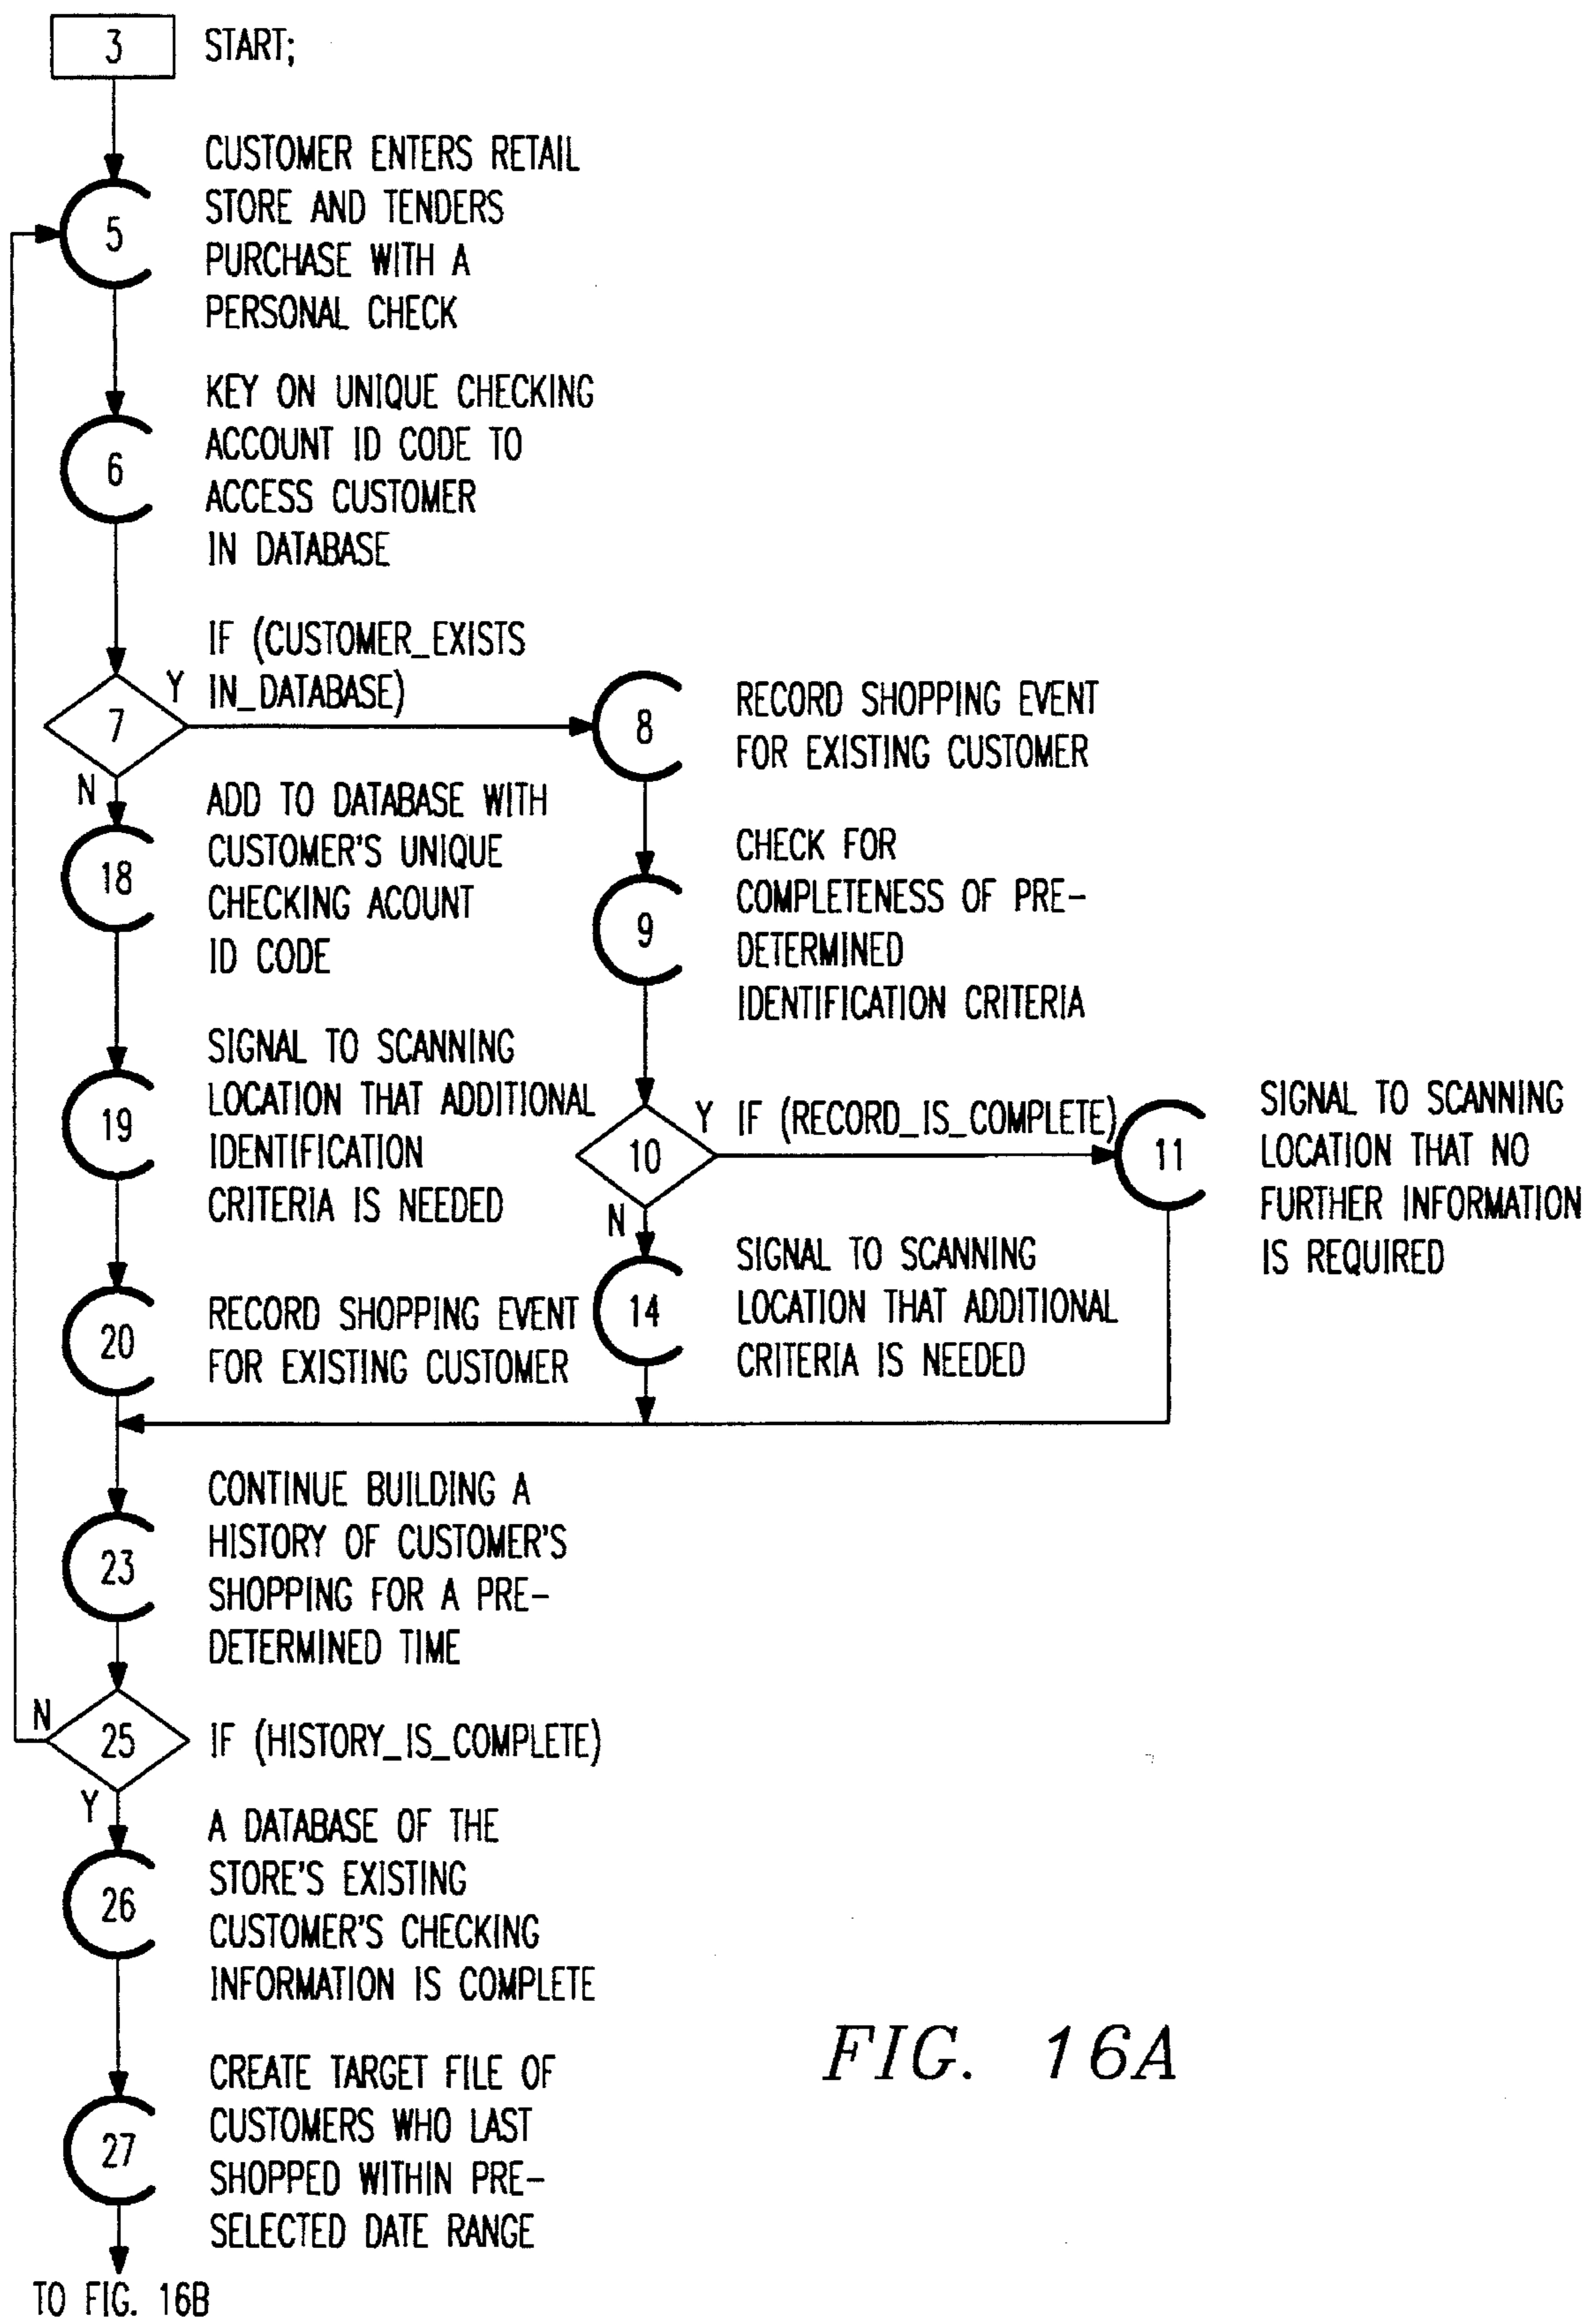 3 START;
CUSTOMER ENTERS RETAIL
STORE AND TENDERS
5
PURCHASE WITH A
PERSONAL CHECK
KEY ON UNIQUE CHECKING
ACCOUNT ID CODE TO
6
ACCESS CUSTOMER
IN DATABASE
IF (CUSTOMER_EXISTS
Y IN_DATABASE)
7
N
8
RECORD SHOPPING EVENT
FOR EXISTING CUSTOMER
ADD TO DATABASE WITH
CUSTOMER'S UNIQUE
18
CHECKING ACOUNT
ID CODE
CHECK FOR
COMPLETENESS OF PRE-
9
DETERMINED
IDENTIFICATION CRITERIA
SIGNAL TO SCANNING
LOCATION THAT ADDITIONAL
19
IDENTIFICATION
CRITERIA IS NEEDED
Y IF (RECORD_IS_COMPLETE)
10
N
11
SIGNAL TO SCANNING
LOCATION THAT NO
FURTHER INFORMATION
IS REQUIRED
20
RECORD SHOPPING EVENT
FOR EXISTING CUSTOMER
14
SIGNAL TO SCANNING
LOCATION THAT ADDITIONAL
CRITERIA IS NEEDED
CONTINUE BUILDING A
HISTORY OF CUSTOMER'S
23
SHOPPING FOR A PRE-
DETERMINED TIME
N
25 IF (HISTORY_IS_COMPLETE)
Y
A DATABASE OF THE
STORE'S EXISTING
26
CUSTOMER'S CHECKING
INFORMATION IS COMPLETE
CREATE TARGET FILE OF
CUSTOMERS WHO LAST
27
SHOPPED WITHIN PRE-
SELECTED DATE RANGE
TO FIG. 16B
FIG. 16A